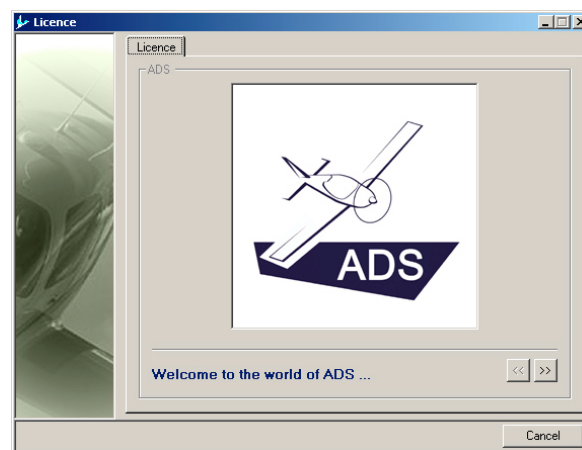 Licence
Licence
ADS
ADS
Welcome to the world of ADS ...
<< >>
Cancel